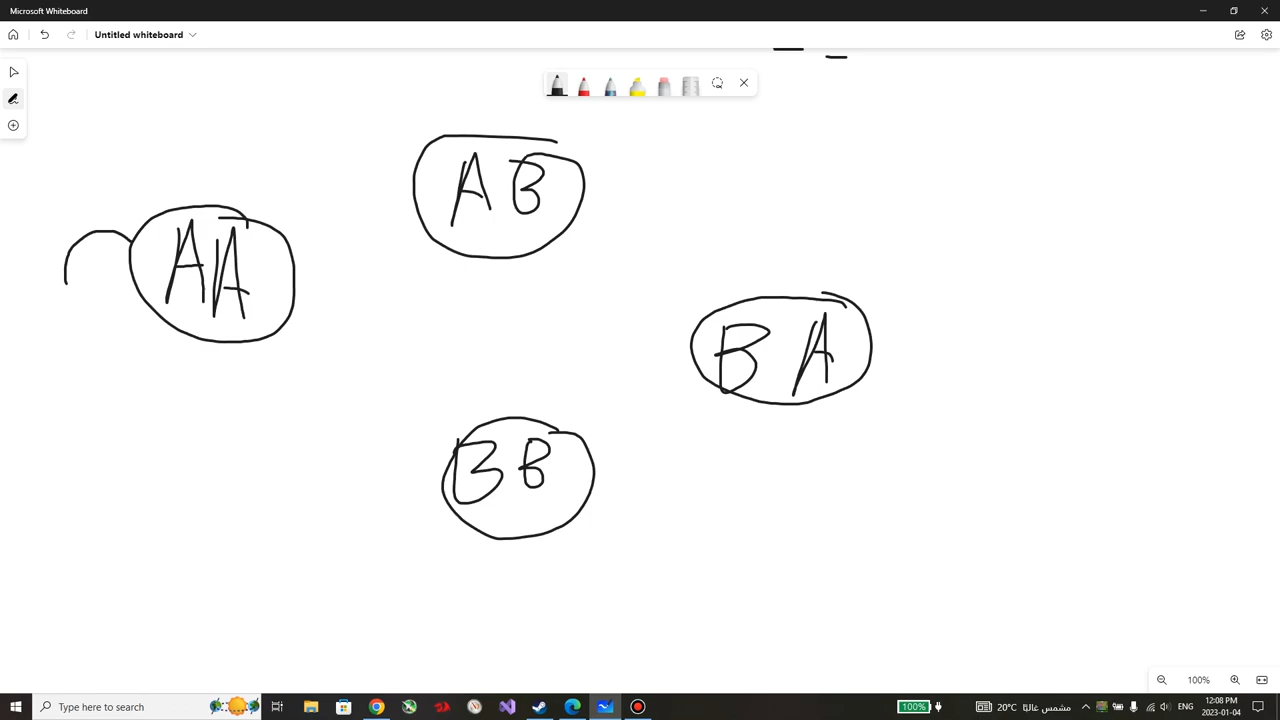 Microsoft Whiteboard
Untitled whiteboard
AB
AA
BA
BB
100%
Type here to search
100%
20°C
مشمس غالبًا
ENG
12:08 PM
2023-01-04